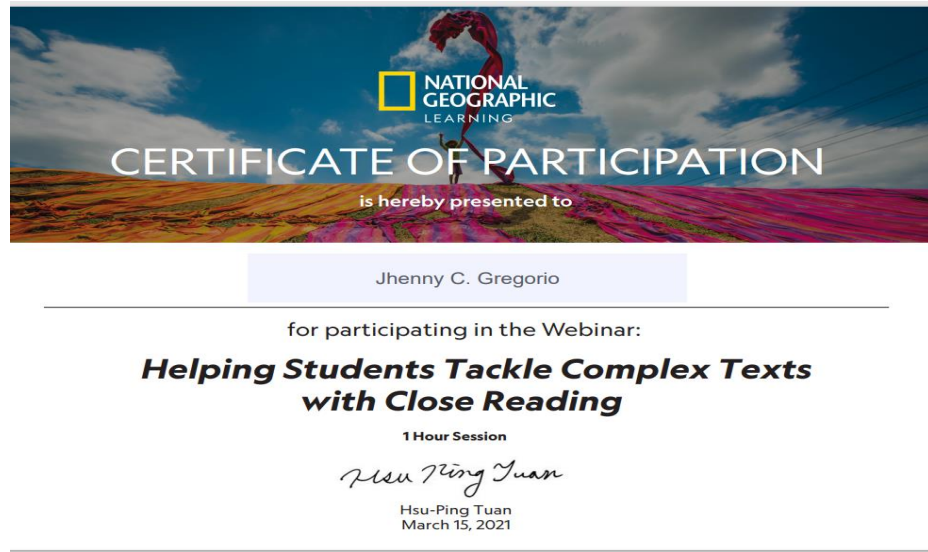 NATIONAL
GEOGRAPHIC
LEARNING
CERTIFICATE OF PARTICIPATION
is hereby presented to
Jhenny C. Gregorio
for participating in the Webinar:
Helping Students Tackle Complex Texts
with Close Reading
1 Hour Session
Hsu Ping Tuan
Hsu-Ping Tuan
March 15, 2021